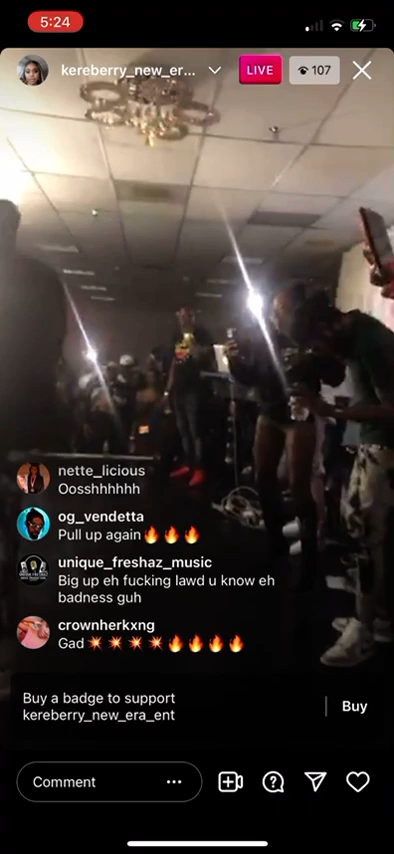 5:24
kereberry_new_er...
LIVE
107
nette_licious
Oosshhhhhh
og_vendetta
Pull up again🔥🔥🔥
unique_freshaz_music
Big up eh fucking lawd u know eh
badness guh
crownherkxng
Gad💥💥💥💥🔥🔥🔥🔥
Buy a badge to support
kereberry_new_era_ent
Buy
Comment